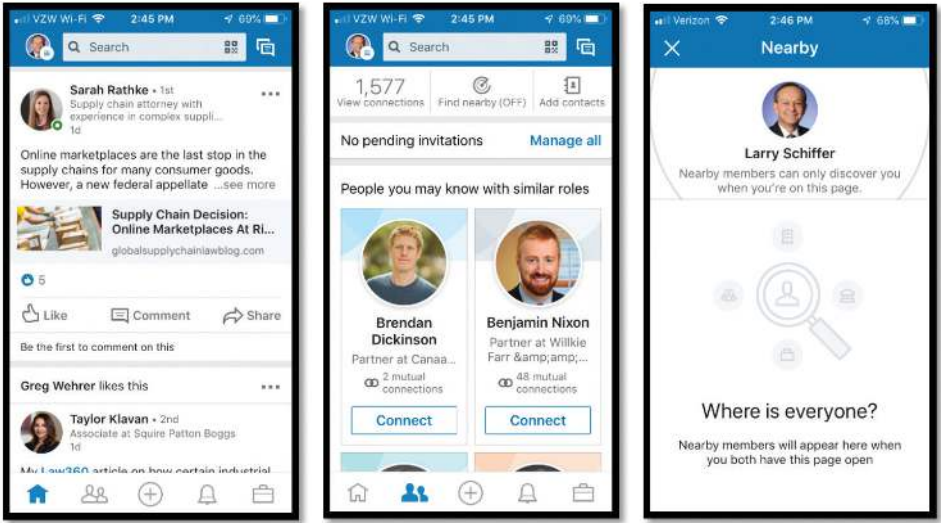 VZW Wi-Fi 2:45 PM 69%
Search
Sarah Rathke • 1st
Supply chain attorney with
experience in complex suppli...
1d
Online marketplaces are the last stop in the
supply chains for many consumer goods.
However, a new federal appellate ...see more
Supply Chain Decision:
Online Marketplaces At Ri...
globalsupplychainlawblog.com
5
Like Comment Share
Be the first to comment on this
Greg Wehrer likes this
Taylor Klavan • 2nd
Associate at Squire Patton Boggs
1d
My Law360 article on how certain industrial
VZW Wi-Fi 2:45 PM 69%
Search
1,577
View connections
Find nearby (OFF)
Add contacts
No pending invitations Manage all
People you may know with similar roles
Brendan
Dickinson
Partner at Canaa...
2 mutual
connections
Connect
Benjamin Nixon
Partner at Willkie
Farr &amp;amp;...
48 mutual
connections
Connect
Verizon 2:46 PM 68%
Nearby
Larry Schiffer
Nearby members can only discover you
when you're on this page.
Where is everyone?
Nearby members will appear here when
you both have this page open